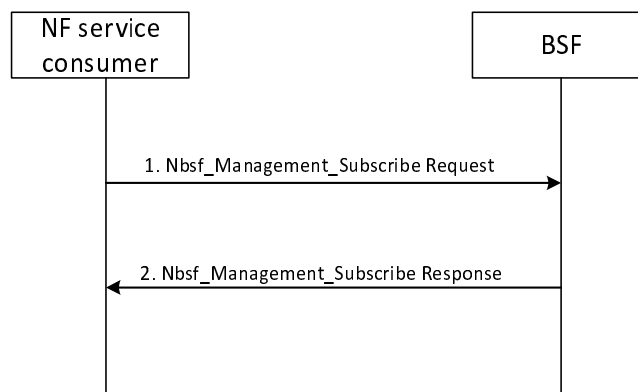 NF service
consumer
BSF
1. Nbsf_Management_Subscribe Request
2. Nbsf_Management_Subscribe Response